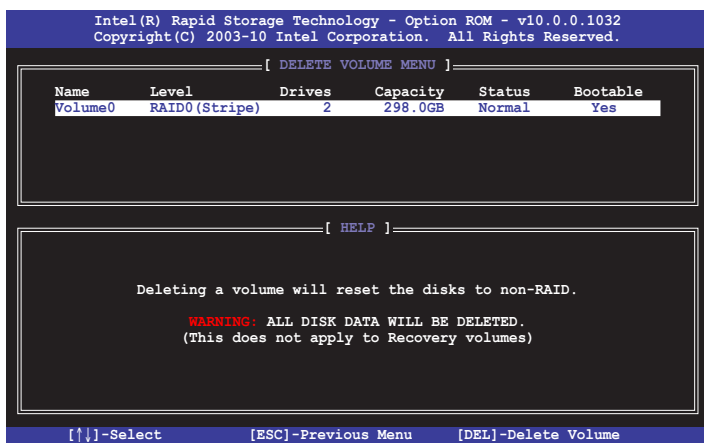 Intel(R) Rapid Storage Technology - Option ROM - v10.0.0.1032
Copyright(C) 2003-10 Intel Corporation. All Rights Reserved.
[ DELETE VOLUME MENU ]
Name Level Drives Capacity Status Bootable
Volume0 RAID0(Stripe) 2 298.0GB Normal Yes
[ HELP ]
Deleting a volume will reset the disks to non-RAID.
WARNING: ALL DISK DATA WILL BE DELETED.
(This does not apply to Recovery volumes)
[↑↓]-Select [ESC]-Previous Menu [DEL]-Delete Volume